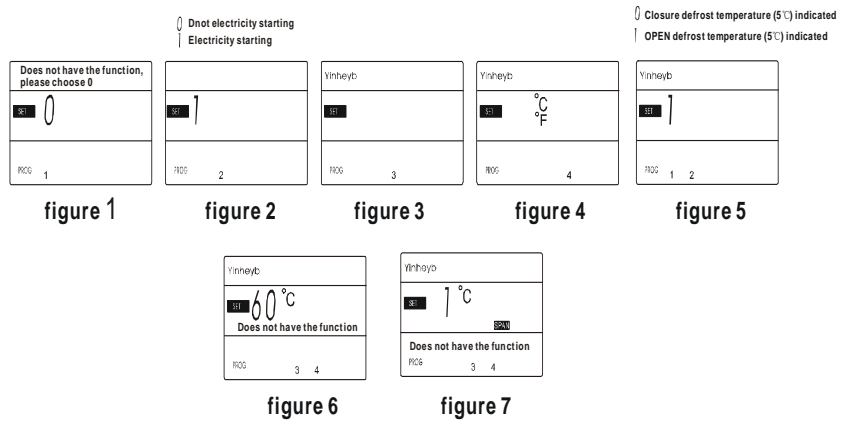 0 Dnot electricity starting
1 Electricity starting
0 Closure defrost temperature (5℃) indicated
1 OPEN defrost temperature (5℃) indicated
Does not have the function,
please choose 0
SET 0
PROG 1
figure 1
SET 1
PROG 2
figure 2
Yinheyb
SET
PROG 3
figure 3
Yinheyb
SET °C
°F
PROG 4
figure 4
Yinheyb
SET 1
PROG 1 2
figure 5
Yinheyb
SET 60 °C
Does not have the function
PROG 3 4
figure 6
Yinheyb
SET 1 °C
SPAN
Does not have the function
PROG 3 4
figure 7